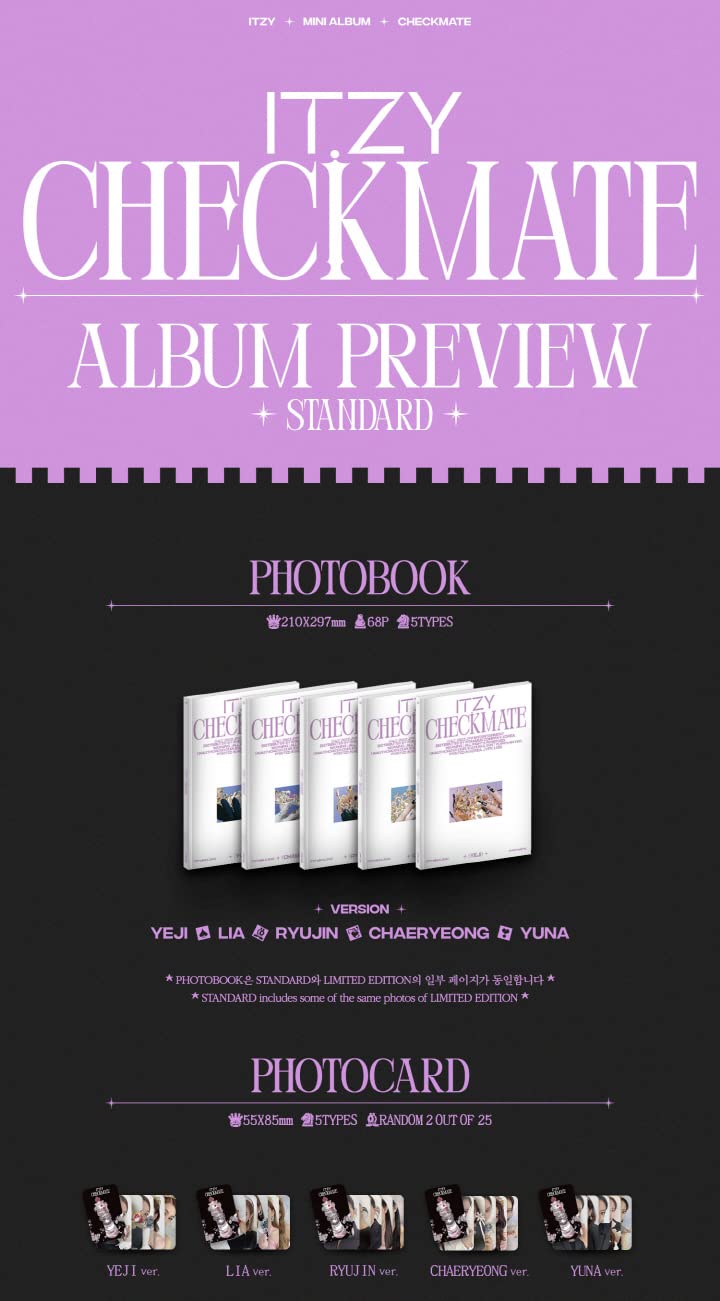 ITZY MINI ALBUM CHECKMATE
ITZY
CHECKMATE
ALBUM PREVIEW
STANDARD
PHOTOBOOK
210X297mm 68P 5TYPES
ITZY
CHECKMATE
VERSION
YEJI LIA RYUJIN CHAERYEONG YUNA
* PHOTOBOOK은 STANDARD와 LIMITED EDITION의 일부 페이지가 동일합니다 *
* STANDARD includes some of the same photos of LIMITED EDITION *
PHOTOCARD
55X85mm 5TYPES RANDOM 2 OUT OF 25
YEJI ver. LIA ver. RYUJIN ver. CHAERYEONG ver. YUNA ver.